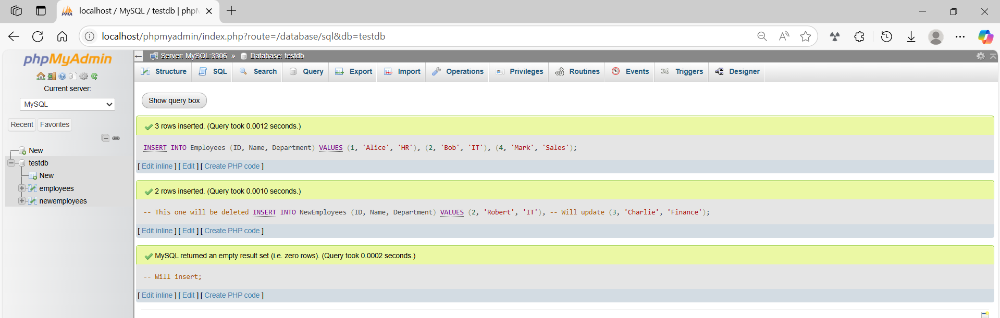 localhost / MySQL / testdb | phpM
localhost/phpmyadmin/index.php?route=/database/sql&db=testdb
phpMyAdmin
Current server:
MySQL
Recent Favorites
New
testdb
New
employees
newemployees
Server: MySQL:3306 » Database: testdb
Structure SQL Search Query Export Import Operations Privileges Routines Events Triggers Designer
Show query box
3 rows inserted. (Query took 0.0012 seconds.)
INSERT INTO Employees (ID, Name, Department) VALUES (1, 'Alice', 'HR'), (2, 'Bob', 'IT'), (4, 'Mark', 'Sales');
[ Edit inline ] [ Edit ] [ Create PHP code ]
2 rows inserted. (Query took 0.0010 seconds.)
-- This one will be deleted INSERT INTO NewEmployees (ID, Name, Department) VALUES (2, 'Robert', 'IT'), -- Will update (3, 'Charlie', 'Finance');
[ Edit inline ] [ Edit ] [ Create PHP code ]
MySQL returned an empty result set (i.e. zero rows). (Query took 0.0002 seconds.)
-- Will insert;
[ Edit inline ] [ Edit ] [ Create PHP code ]